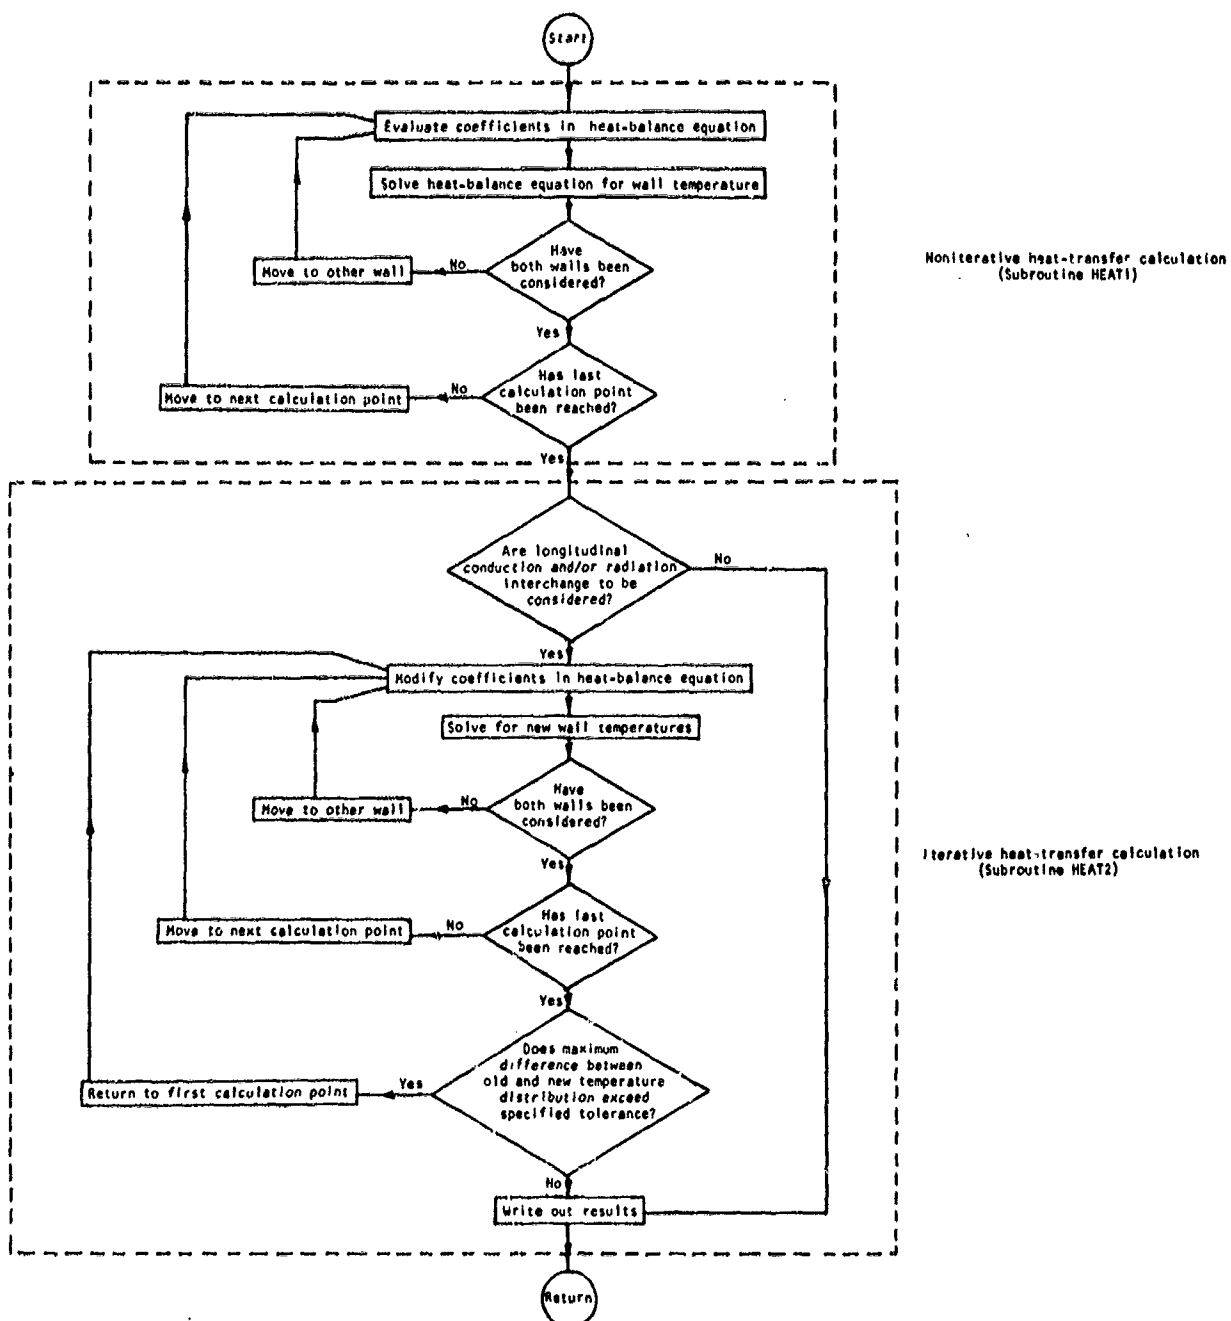 Start
Evaluate coefficients in heat-balance equation
Solve heat-balance equation for wall temperature
Have
both walls been
considered?
No
Move to other wall
Yes
Has last
calculation point
been reached?
No
Move to next calculation point
Yes
Noniterative heat-transfer calculation
(Subroutine HEAT1)
Are longitudinal
conduction and/or radiation
interchange to be
considered?
No
Yes
Modify coefficients in heat-balance equation
Solve for new wall temperatures
Have
both walls been
considered?
No
Move to other wall
Yes
Has last
calculation point
been reached?
No
Move to next calculation point
Yes
Does maximum
difference between
old and new temperature
distribution exceed
specified tolerance?
Yes
Return to first calculation point
No
Write out results
Iterative heat-transfer calculation
(Subroutine HEAT2)
Return